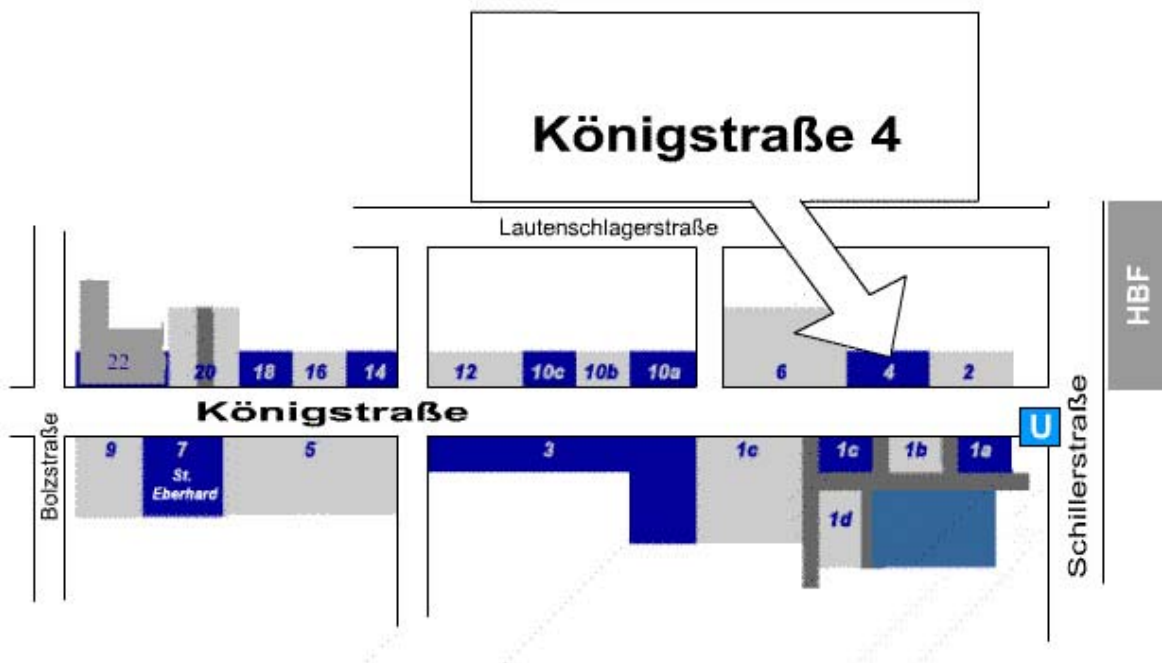 Königstraße 4
Lautenschlagerstraße
HBF
22
20
18
16
14
12
10c
10b
10a
6
4
2
Königstraße
U
Bolzstraße
9
7
St.
Eberhard
5
3
1c
1c
1b
1a
1d
Schillerstraße